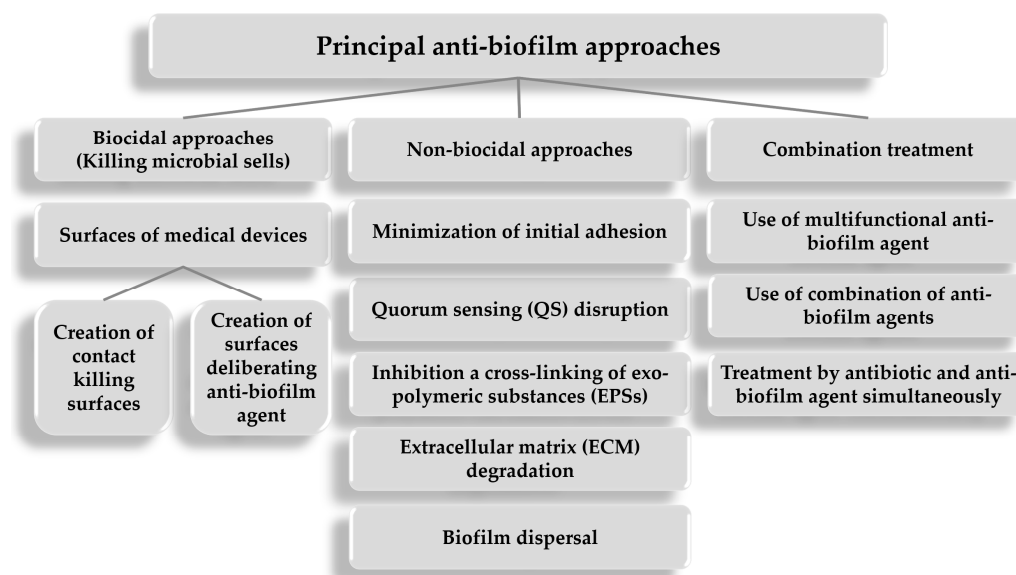 Principal anti-biofilm approaches
Biocidal approaches
(Killing microbial sells)
Surfaces of medical devices
Creation of
contact
killing
surfaces
Creation of
surfaces
deliberating
anti-biofilm
agent
Non-biocidal approaches
Minimization of initial adhesion
Quorum sensing (QS) disruption
Inhibition a cross-linking of exo-
polymeric substances (EPSs)
Extracellular matrix (ECM)
degradation
Biofilm dispersal
Combination treatment
Use of multifunctional anti-
biofilm agent
Use of combination of anti-
biofilm agents
Treatment by antibiotic and anti-
biofilm agent simultaneously